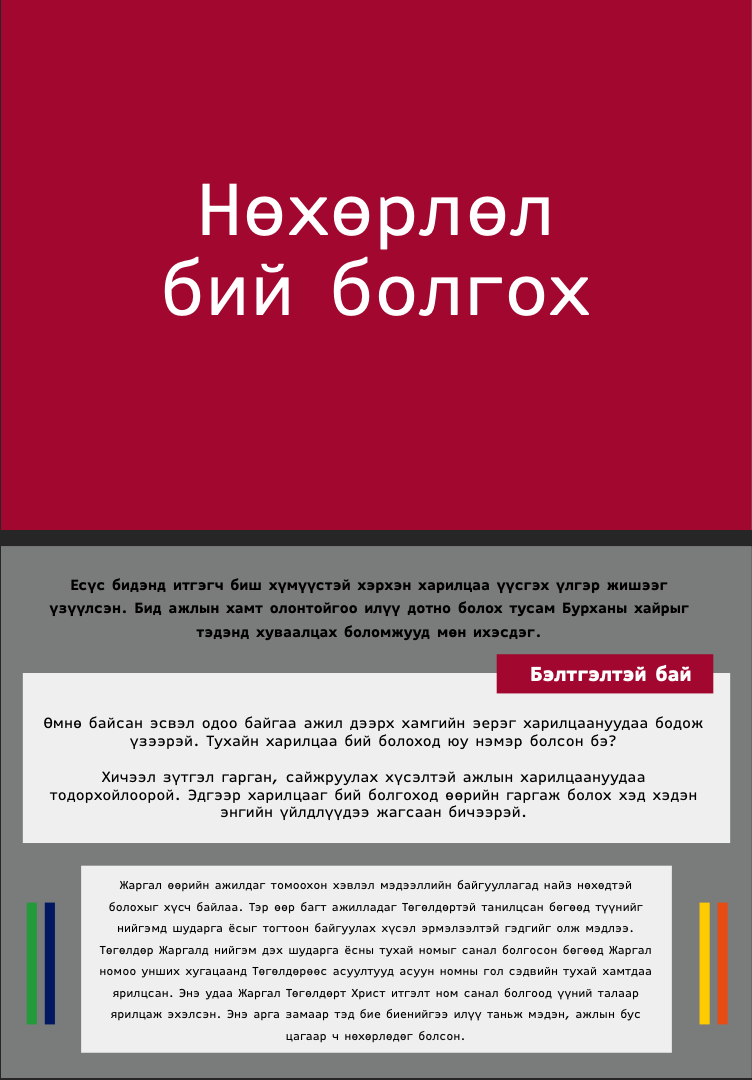 Нөхөрлөл
бий болгох
Есүс бидэнд итгэгч биш хүмүүстэй хэрхэн харилцаа үүсгэх үлгэр жишээг
үзүүлсэн. Бид ажлын хамт олонтойгоо илүү дотно болох тусам Бурханы хайрыг
тэдэнд хуваалцах боломжууд мөн ихэсдэг.
Бэлтгэлтэй бай
Өмнө байсан эсвэл одоо байгаа ажил дээрх хамгийн эерэг харилцаануудаа бодож
үзээрэй. Тухайн харилцаа бий болоход юу нэмэр болсон бэ?
Хичээл зүтгэл гарган, сайжруулах хүсэлтэй ажлын харилцаануудаа
тодорхойлоорой. Эдгээр харилцааг бий болгоход өөрийн гаргаж болох хэд хэдэн
энгийн үйлдлүүдээ жагсаан бичээрэй.
Жаргал өөрийн ажилдаг томоохон хэвлэл мэдээллийн байгууллагад найз нөхөдтэй
болохыг хүсч байлаа. Тэр өөр багт ажилладаг Төгөлдөртэй танилцсан бөгөөд түүнийг
нийгэмд шударга ёсыг тогтоон байгуулах хүсэл эрмэлзэлтэй гэдгийг олж мэдлээ.
Төгөлдөр Жаргалд нийгэм дэх шударга ёсны тухай номыг санал болгосон бөгөөд Жаргал
номоо унших хугацаанд Төгөлдөрөөс асуултууд асуун номны гол сэдвийн тухай хамтдаа
ярилцсан. Энэ удаа Жаргал Төгөлдөрт Христ итгэлт ном санал болгоод үүний талаар
ярилцаж эхэлсэн. Энэ арга замаар тэд бие биенийгээ илүү таньж мэдэн, ажлын бус
цагаар ч нөхөрлөдөг болсон.